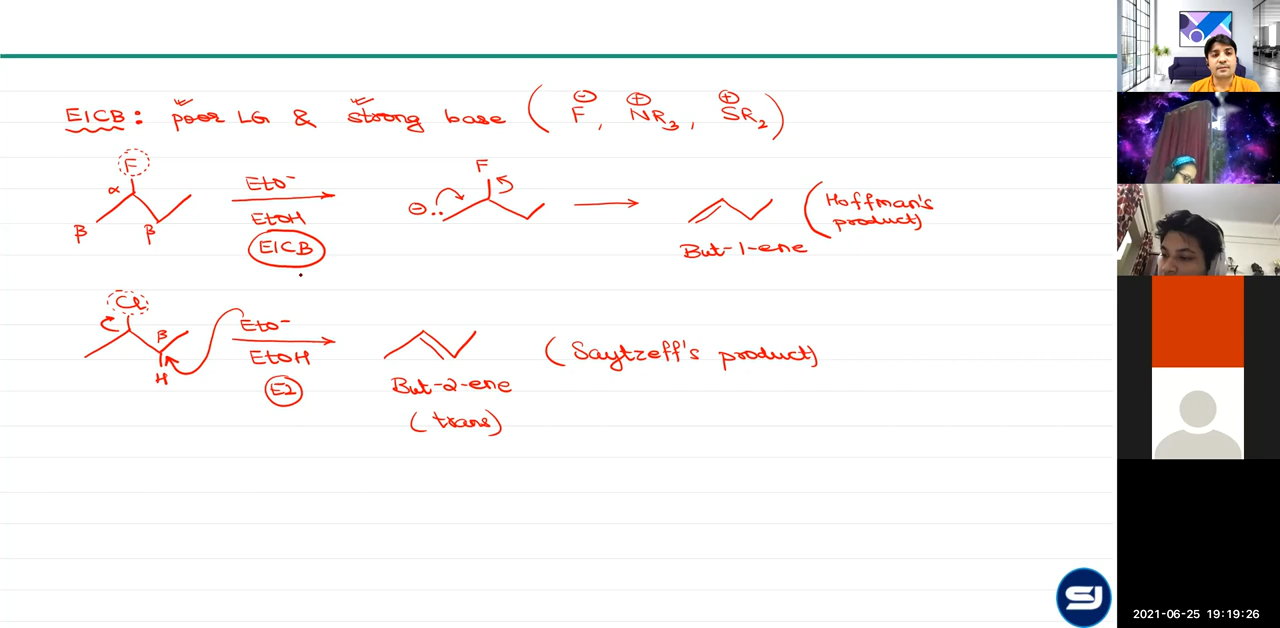 E1CB: poor LG & strong base (F⊖, NR₃⊕, SR₂⊕)
F
α
β β
EtO⁻
EtOH
E1CB
F
⊖
But-1-ene
(Hoffman's
product)
Cl
β
H
EtO⁻
EtOH
E2
But-2-ene
(trans)
(Saytzeff's product)
SJ
2021-06-25 19:19:26